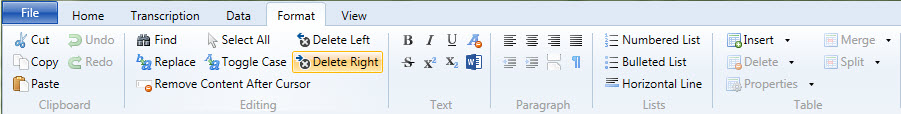 File Home Transcription Data Format View
Cut Undo Find Select All Delete Left B I U A Numbered List Insert Merge
Copy Redo Replace Toggle Case Delete Right S x² x₂ W Bulleted List Delete Split
Paste Remove Content After Cursor Horizontal Line Properties
Clipboard Editing Text Paragraph Lists Table